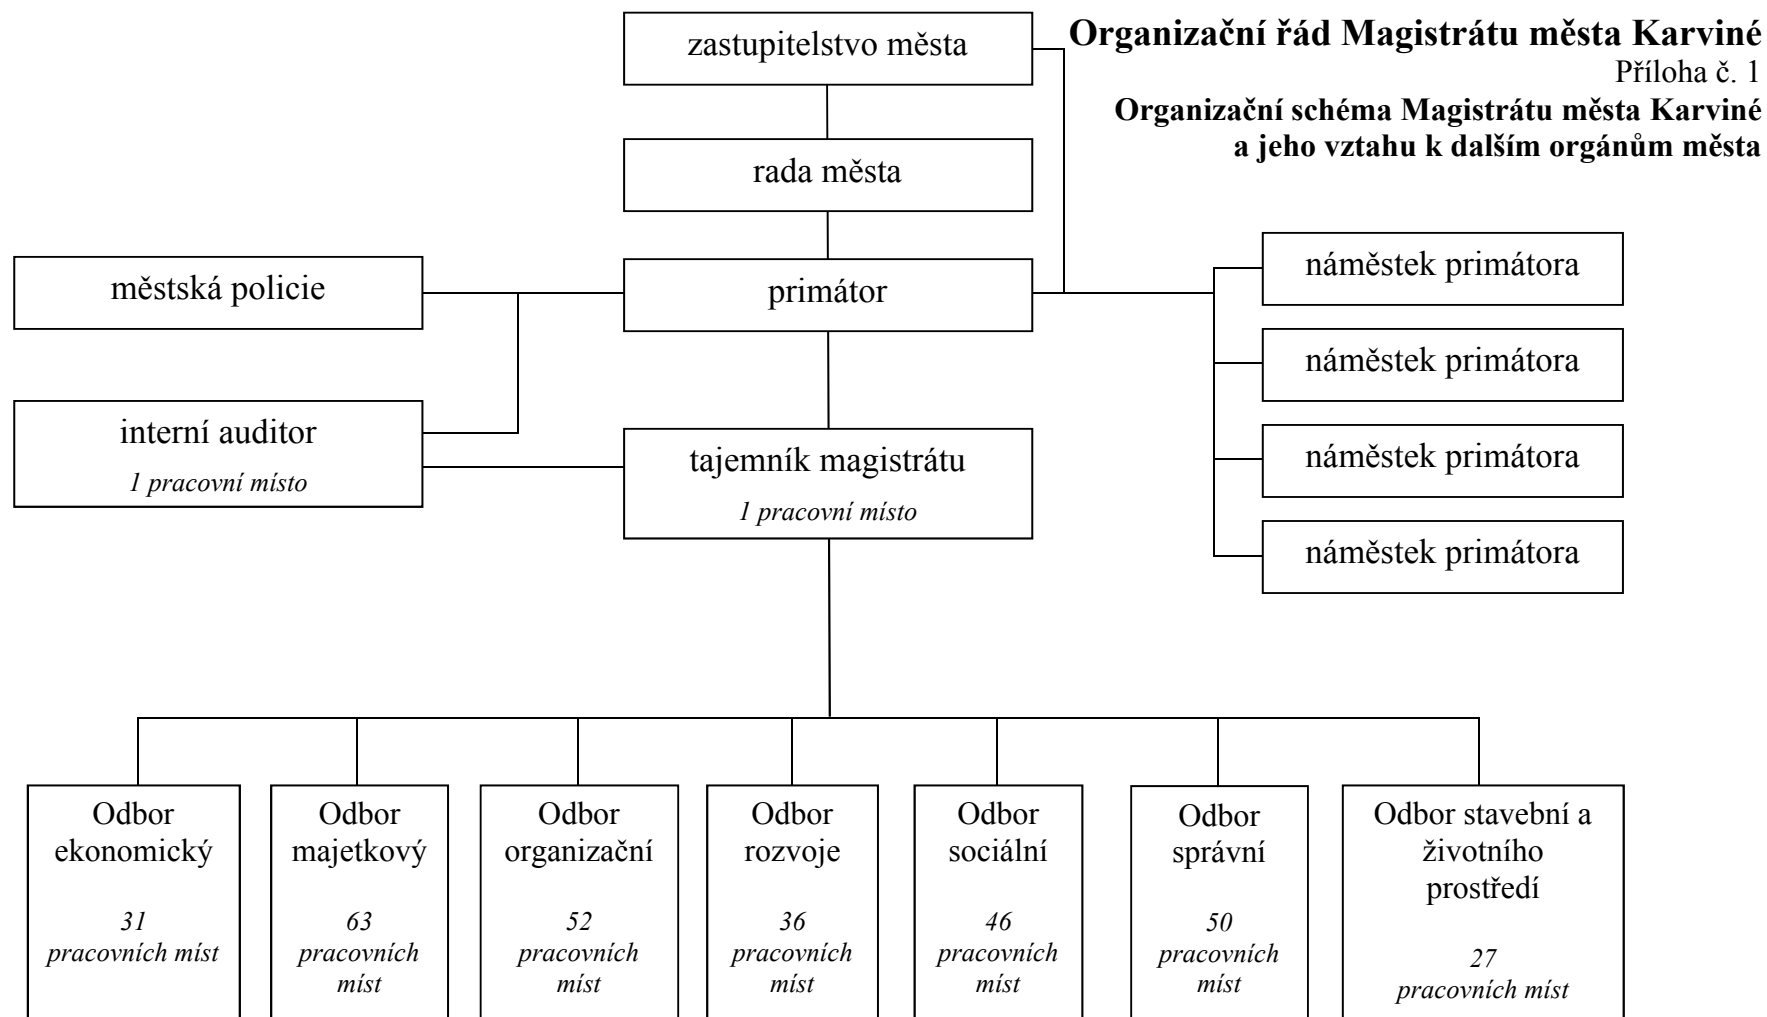 Organizační řád Magistrátu města Karviné
Příloha č. 1
Organizační schéma Magistrátu města Karviné
a jeho vztahu k dalším orgánům města
zastupitelstvo města
rada města
městská policie
primátor
náměstek primátora
náměstek primátora
náměstek primátora
náměstek primátora
interní auditor
1 pracovní místo
tajemník magistrátu
1 pracovní místo
Odbor
ekonomický
31
pracovních míst
Odbor
majetkový
63
pracovních
míst
Odbor
organizační
52
pracovních
míst
Odbor
rozvoje
36
pracovních
míst
Odbor
sociální
46
pracovních
míst
Odbor
správní
50
pracovních
míst
Odbor stavební a
životního
prostředí
27
pracovních míst